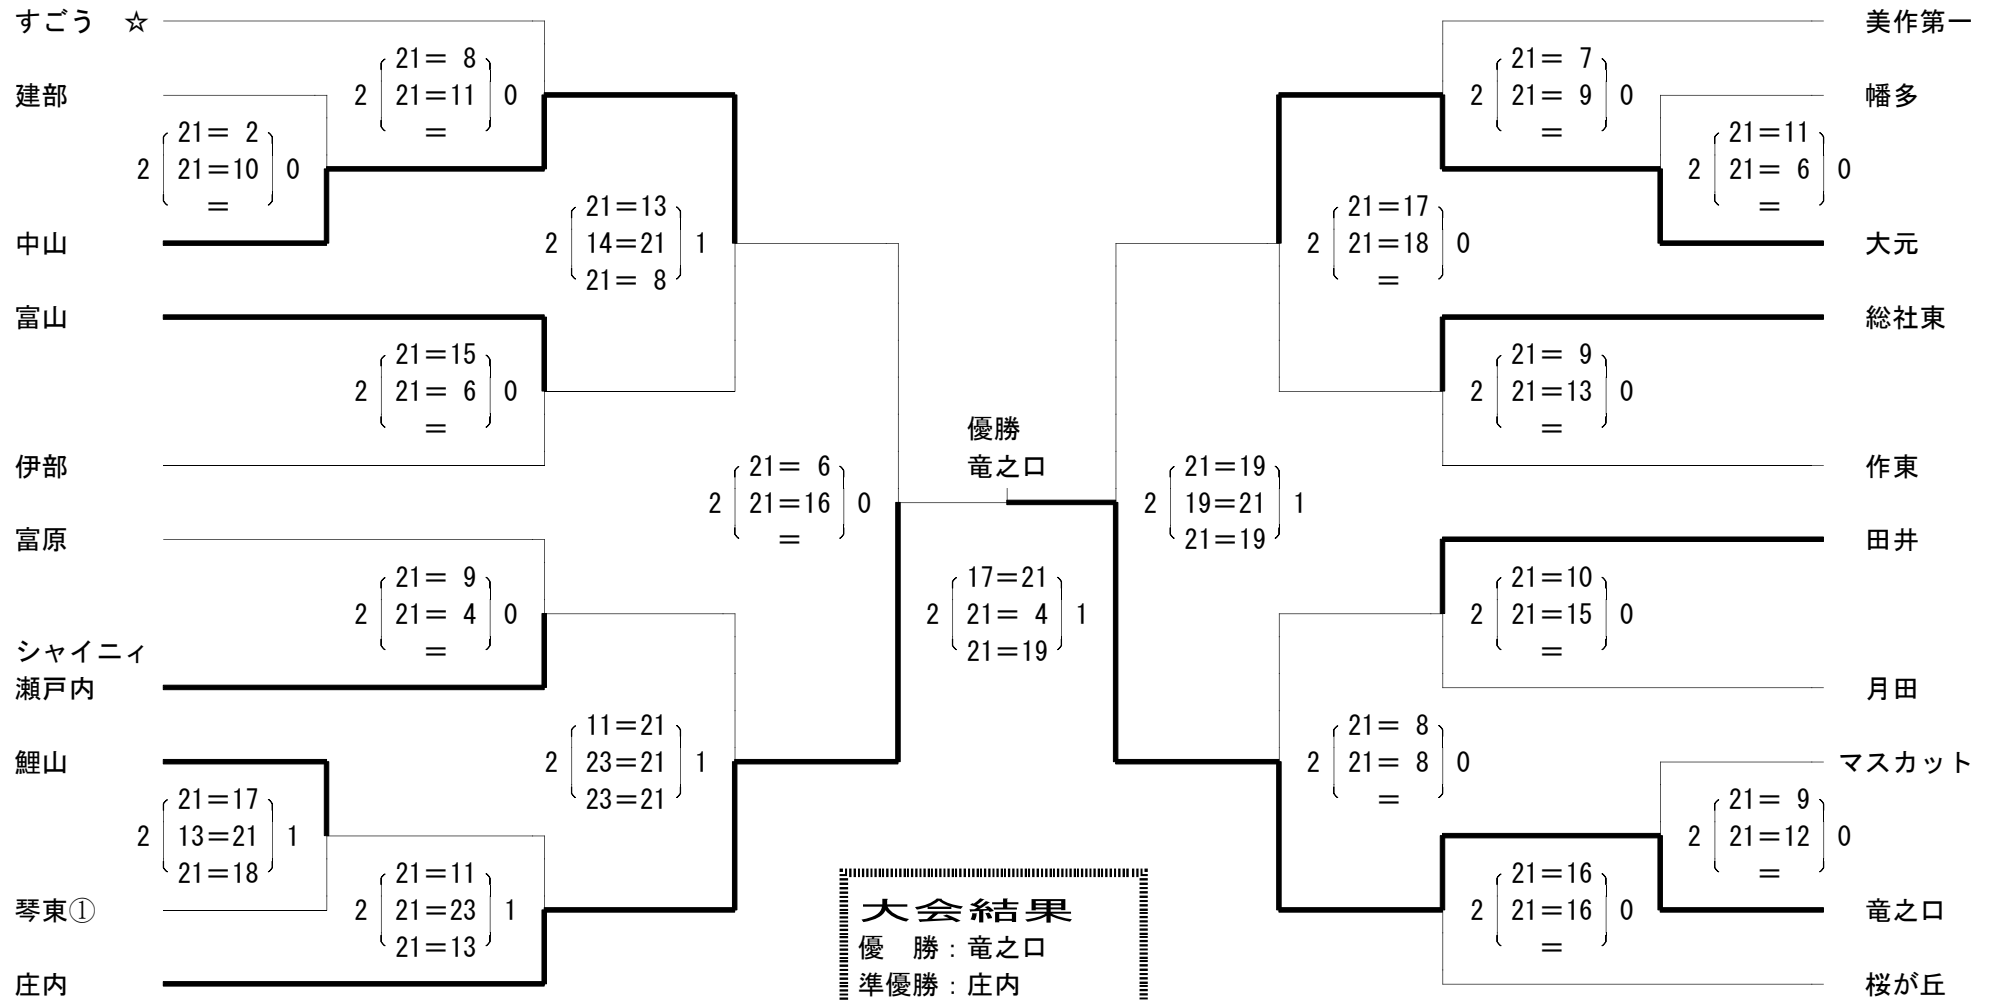 すごう ☆
美作第一
21= 8
2 21=11 0
=
21= 7
2 21= 9 0
=
建部
幡多
21= 2
2 21=10 0
=
21=11
2 21= 6 0
=
中山
大元
21=13
2 14=21 1
21= 8
21=17
2 21=18 0
=
富山
総社東
21=15
2 21= 6 0
=
21= 9
2 21=13 0
=
伊部
作東
優勝
竜之口
21= 6
2 21=16 0
=
21=19
2 19=21 1
21=19
富原
田井
21= 9
2 21= 4 0
=
17=21
2 21= 4 1
21=19
21=10
2 21=15 0
=
シャイニィ
瀬戸内
月田
11=21
2 23=21 1
23=21
21= 8
2 21= 8 0
=
鯉山
マスカット
21=17
2 13=21 1
21=18
21= 9
2 21=12 0
=
琴東①
竜之口
21=11
2 21=23 1
21=13
21=16
2 21=16 0
=
庄内
桜が丘
大会結果
優 勝:竜之口
準優勝:庄内